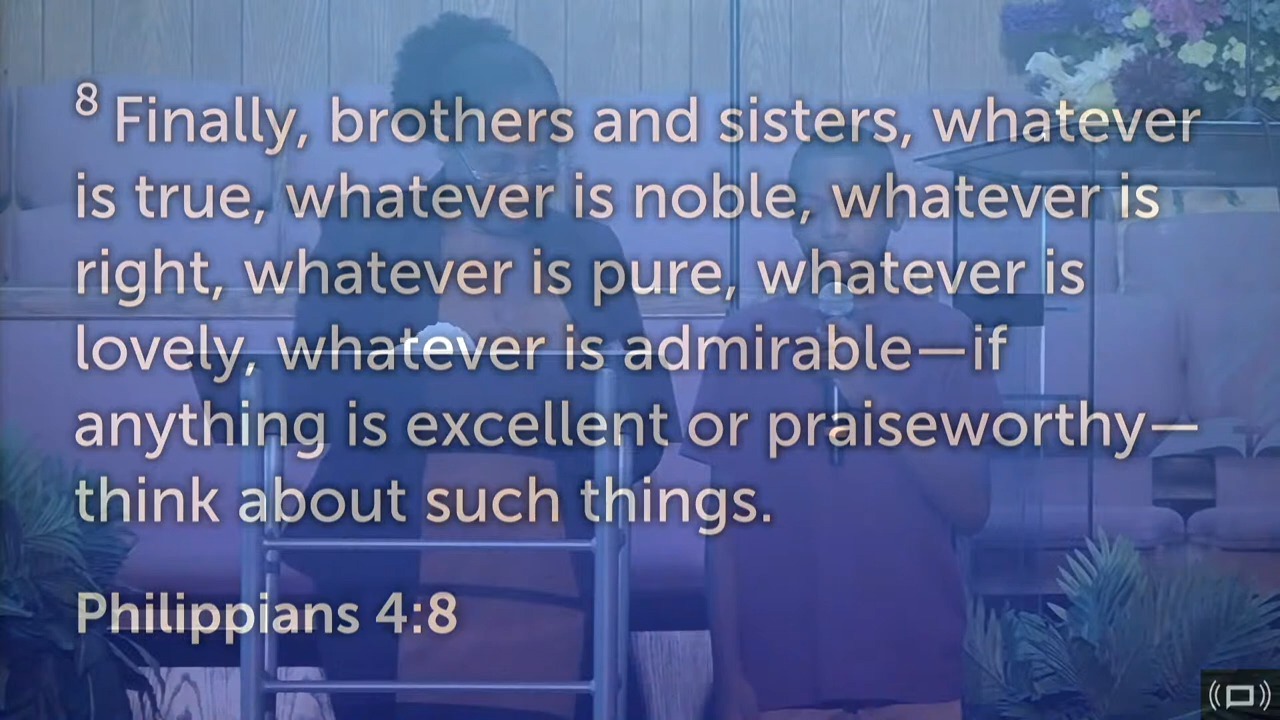 8 Finally, brothers and sisters, whatever
is true, whatever is noble, whatever is
right, whatever is pure, whatever is
lovely, whatever is admirable—if
anything is excellent or praiseworthy—
think about such things.
Philippians 4:8